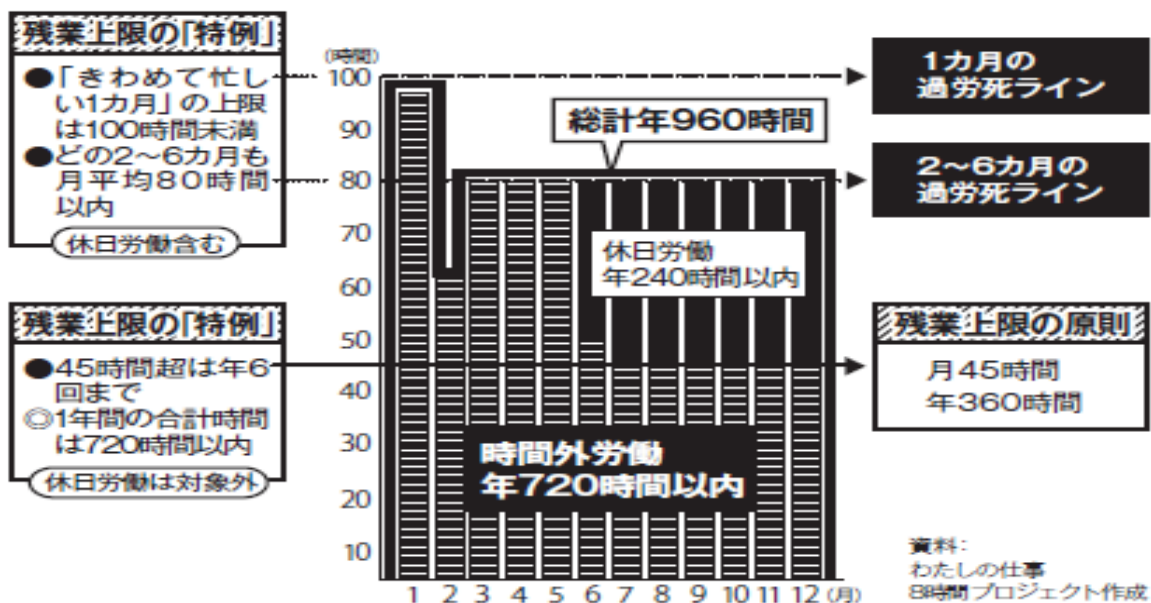 残業上限の「特例」
●「きわめて忙し
い1カ月」の上限
は100時間未満
●どの2〜6カ月も
月平均80時間
以内
休日労働含む
残業上限の「特例」
●45時間超は年6
回まで
◎1年間の合計時間
は720時間以内
休日労働は対象外
(時間)
100
90
80
70
60
50
40
30
20
10
総計年960時間
休日労働
年240時間以内
時間外労働
年720時間以内
1 2 3 4 5 6 7 8 9 10 11 12 (月)
1カ月の
過労死ライン
2〜6カ月の
過労死ライン
残業上限の原則
月45時間
年360時間
資料：
わたしの仕事
8時間プロジェクト作成